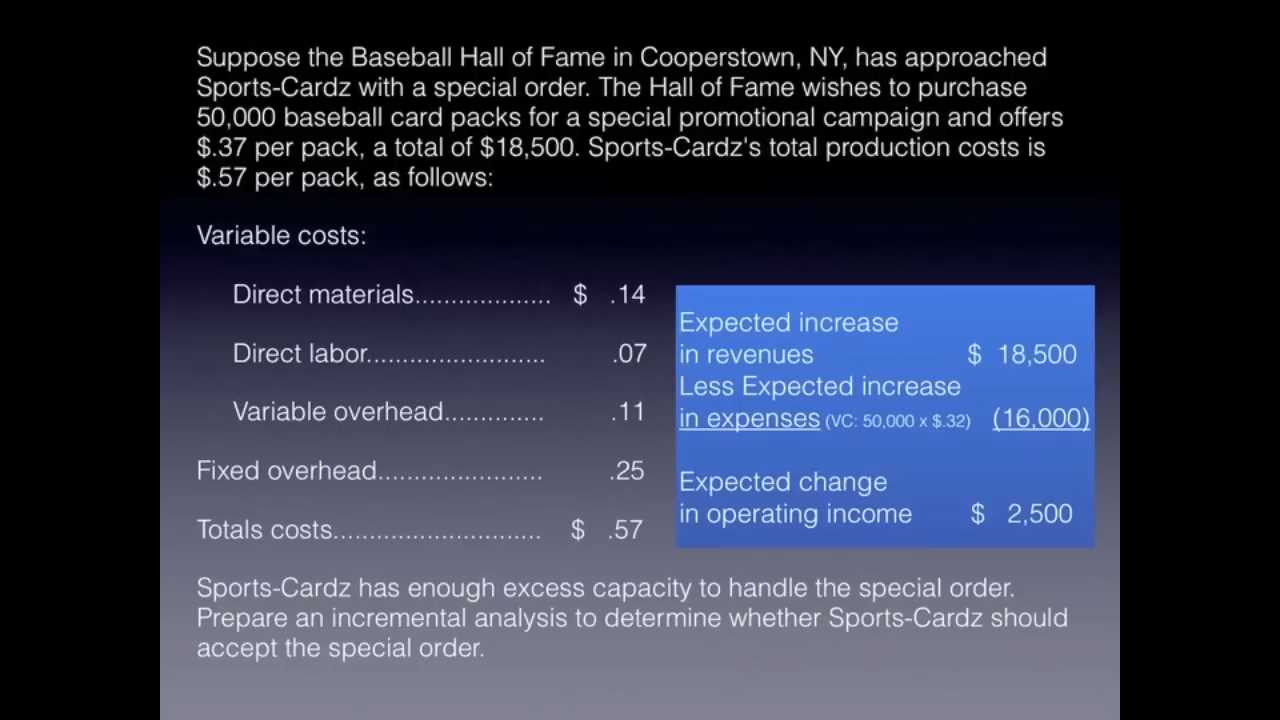 Suppose the Baseball Hall of Fame in Cooperstown, NY, has approached
Sports-Cardz with a special order. The Hall of Fame wishes to purchase
50,000 baseball card packs for a special promotional campaign and offers
$.37 per pack, a total of $18,500. Sports-Cardz's total production costs is
$.57 per pack, as follows:
Variable costs:
Direct materials................... $ .14
Direct labor......................... .07
Variable overhead.............. .11
Fixed overhead....................... .25
Totals costs............................. $ .57
Expected increase
in revenues $ 18,500
Less Expected increase
in expenses (VC: 50,000 x $.32) (16,000)
Expected change
in operating income $ 2,500
Sports-Cardz has enough excess capacity to handle the special order.
Prepare an incremental analysis to determine whether Sports-Cardz should
accept the special order.